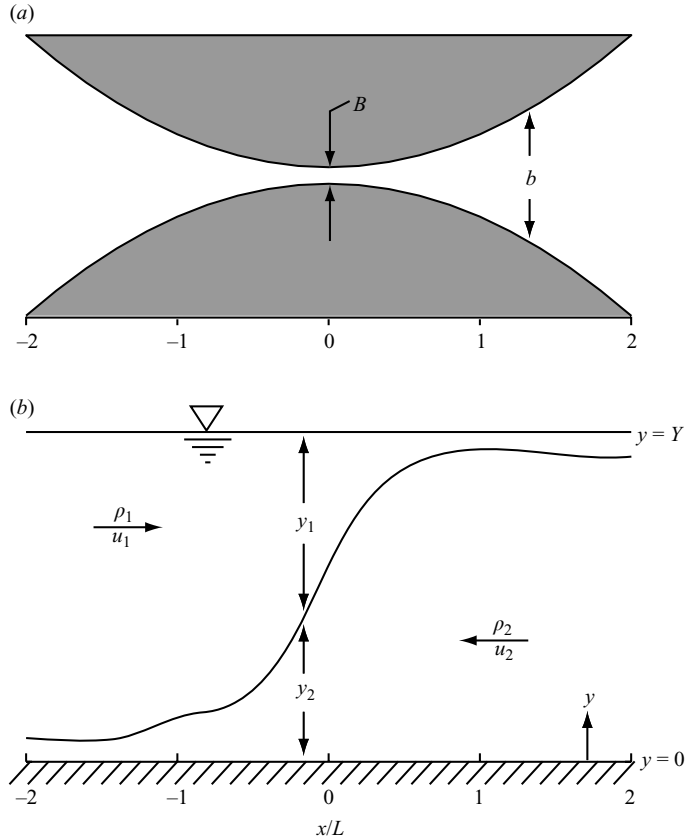 (a)
B
b
–2 –1 0 1 2
(b)
y = Y
ρ1
u1
y1
ρ2
u2
y2
y
y = 0
–2 –1 0 1 2
x/L